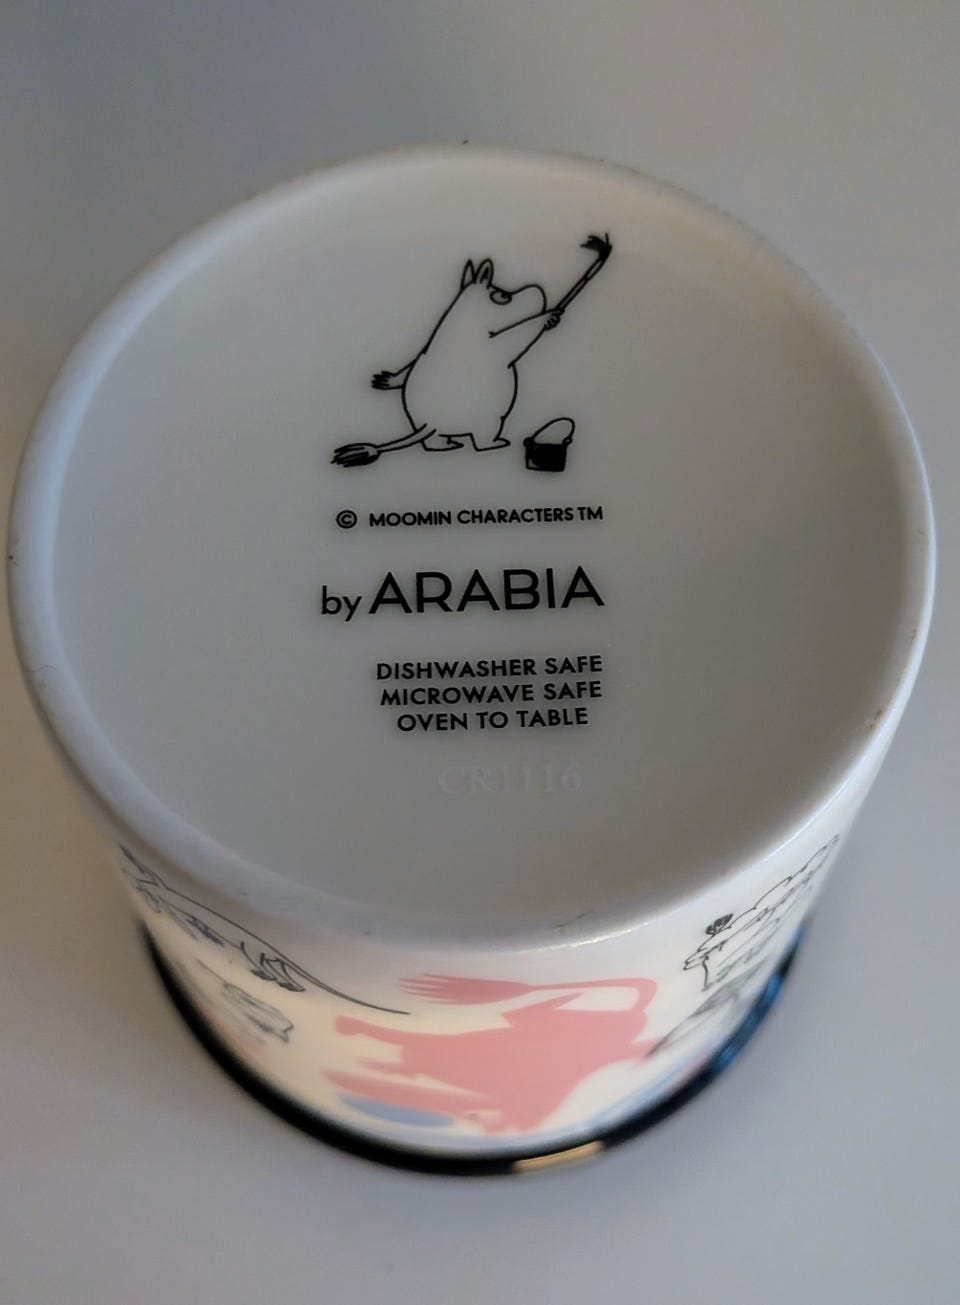 © MOOMIN CHARACTERS TM
by ARABIA
DISHWASHER SAFE
MICROWAVE SAFE
OVEN TO TABLE
CR1116